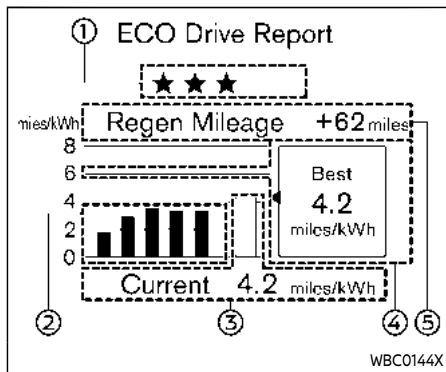 ① ECO Drive Report
★ ★ ★
miles/kWh Regen Mileage +62 miles
8
6
Best
4
4.2
2
miles/kWh
0
Current 4.2 miles/kWh
② ③ ④ ⑤
WBC0144X